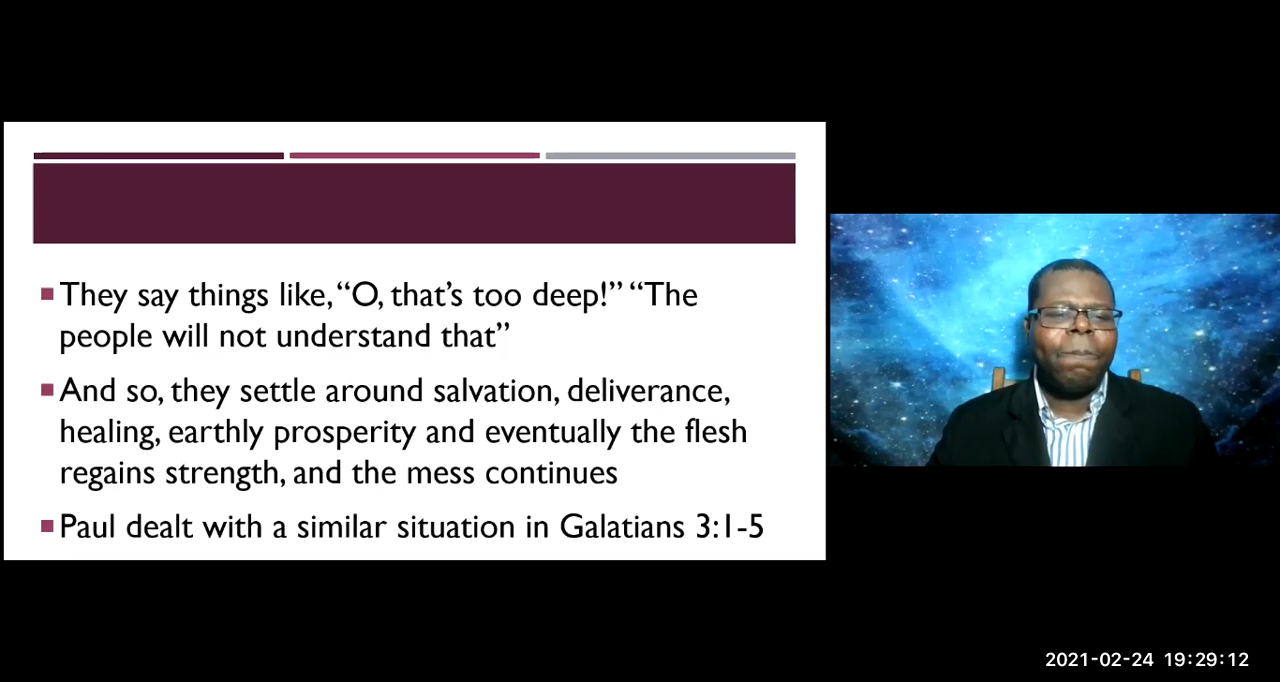 They say things like, “O, that’s too deep!” “The
people will not understand that”
And so, they settle around salvation, deliverance,
healing, earthly prosperity and eventually the flesh
regains strength, and the mess continues
Paul dealt with a similar situation in Galatians 3:1-5
2021-02-24 19:29:12